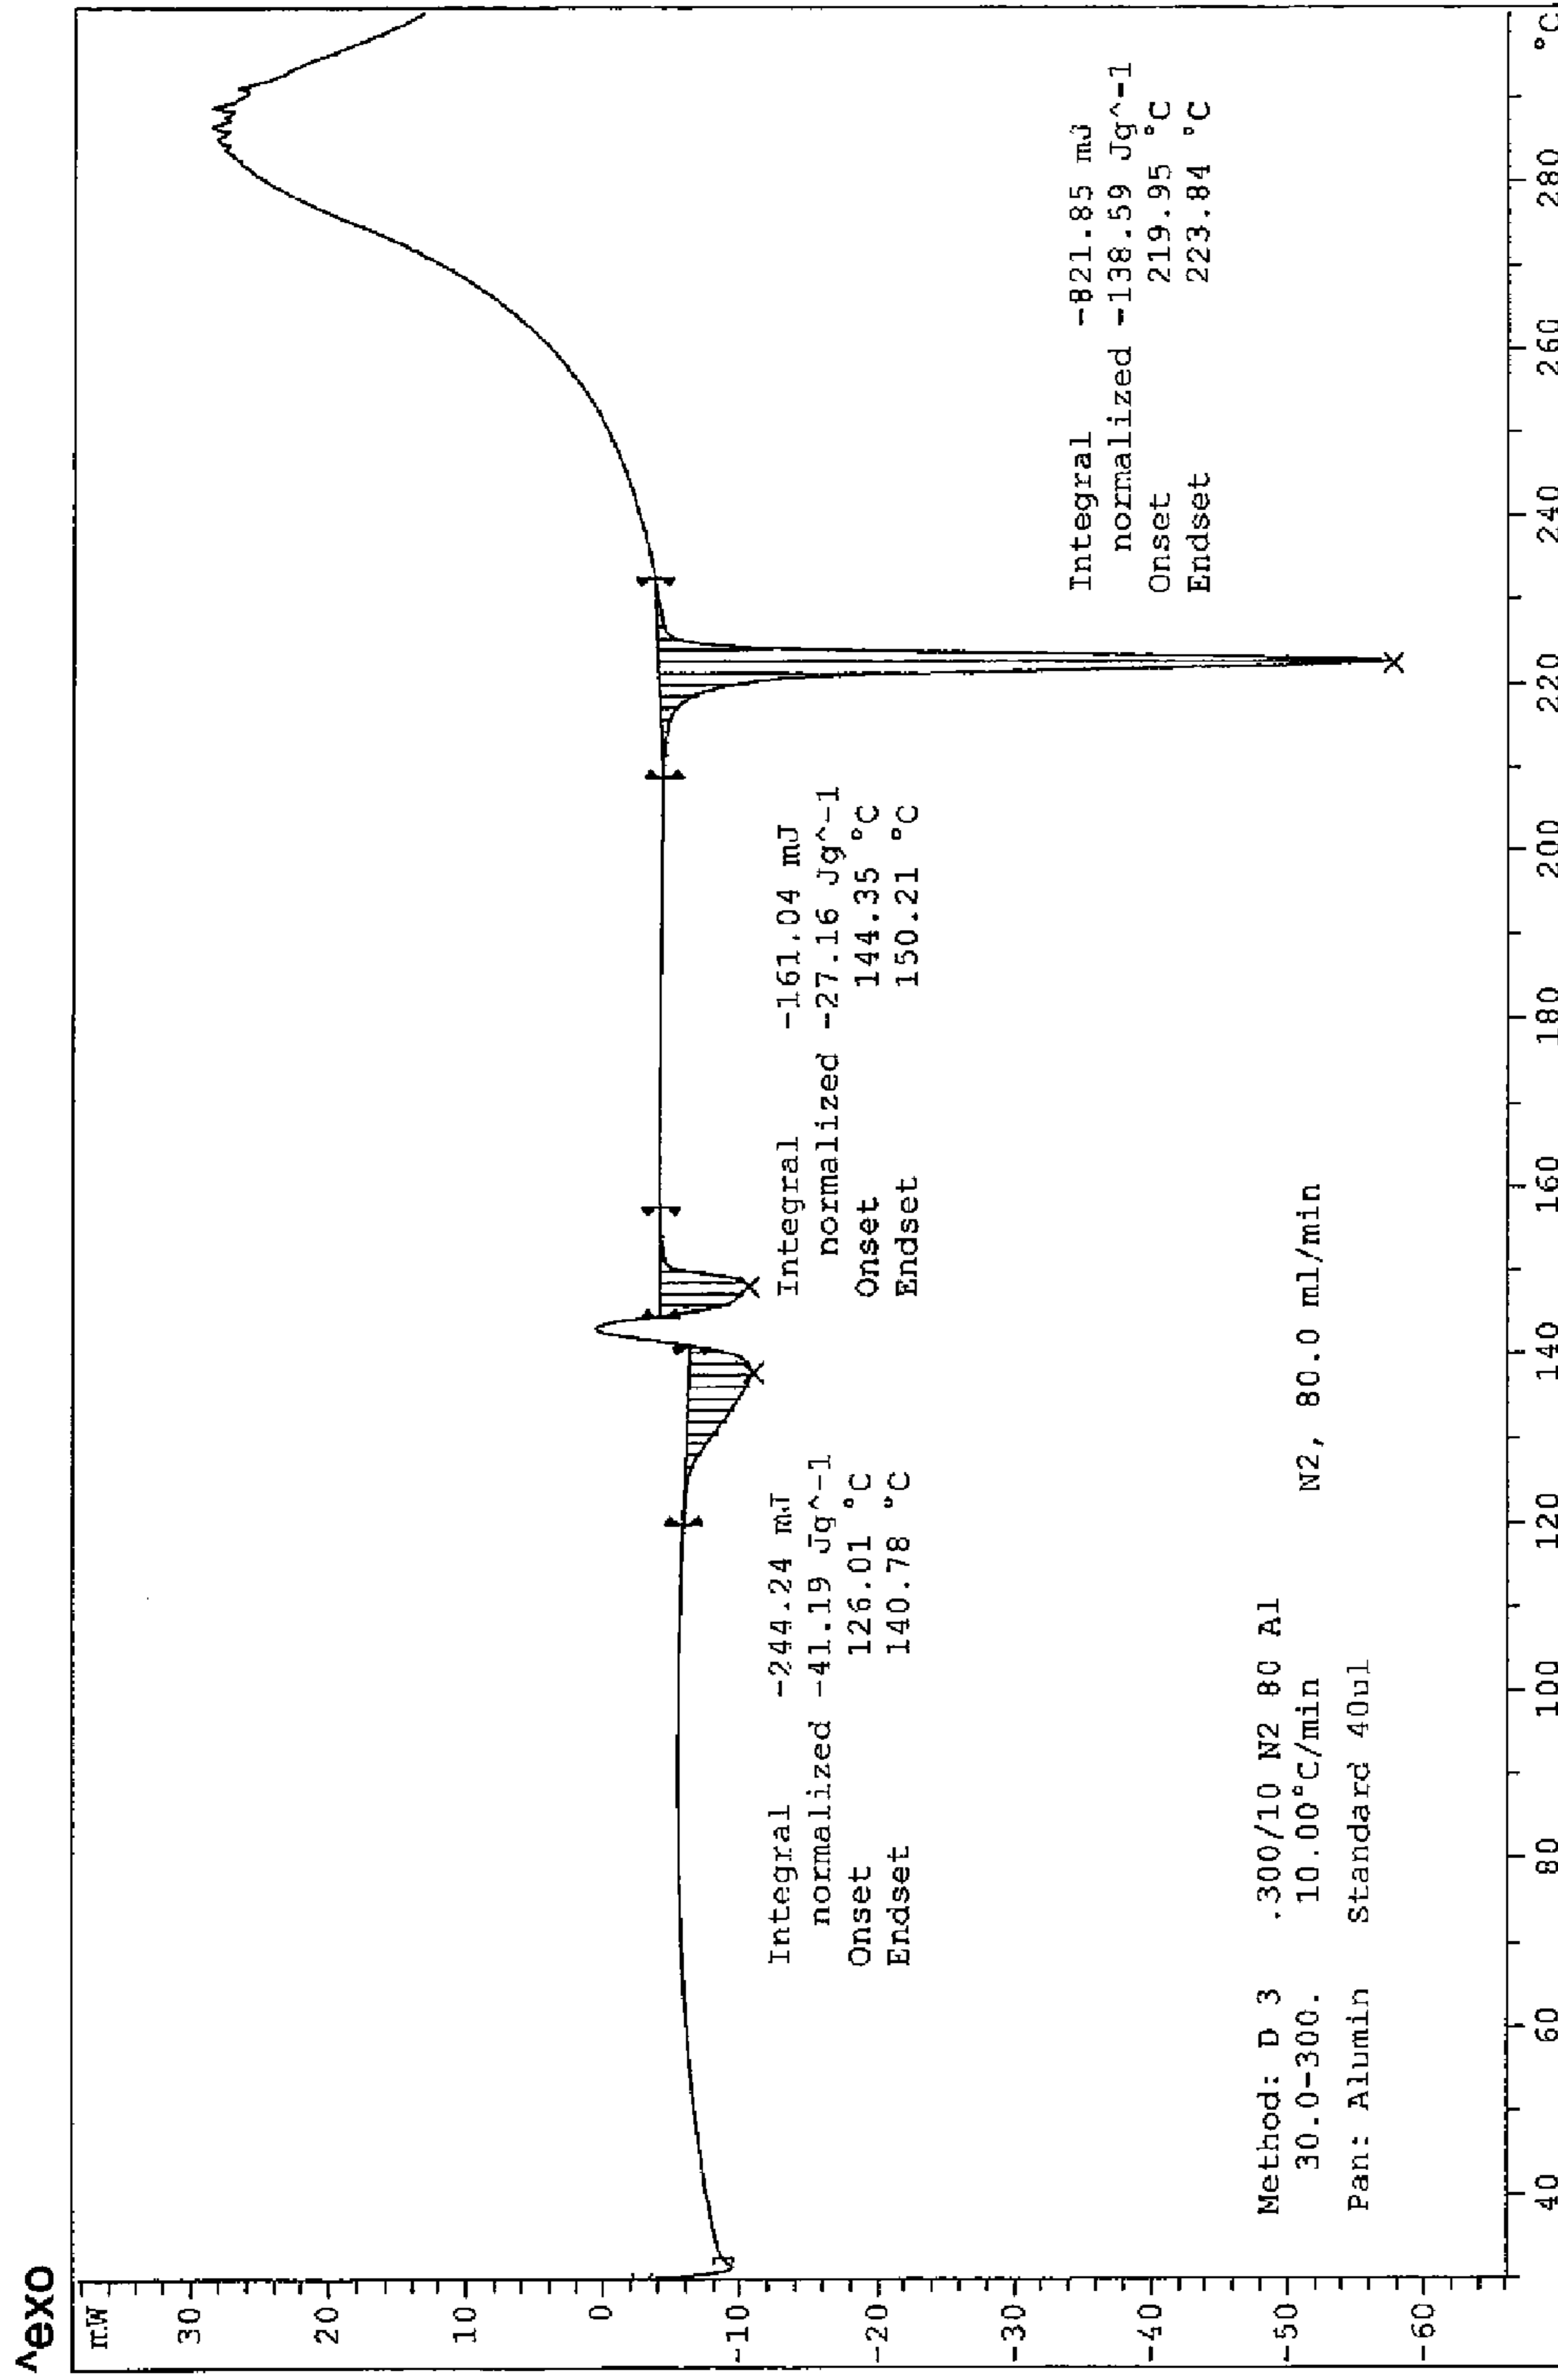 ^exo
mW
30
20
10
0
-10
-20
-30
-40
-50
-60
Integral -244.24 mJ
normalized -41.19 Jg^-1
Onset 126.01 °C
Endset 140.78 °C
Integral -161.04 mJ
normalized -27.16 Jg^-1
Onset 144.35 °C
Endset 150.21 °C
Integral -821.85 mJ
normalized -138.59 Jg^-1
Onset 219.95 °C
Endset 223.84 °C
Method: D 3 .300/10 N2 80 Al
30.0-300. 10.00°C/min N2, 80.0 ml/min
Pan: Alumin Standard 40ul
40 60 80 100 120 140 160 180 200 220 240 260 280 °C